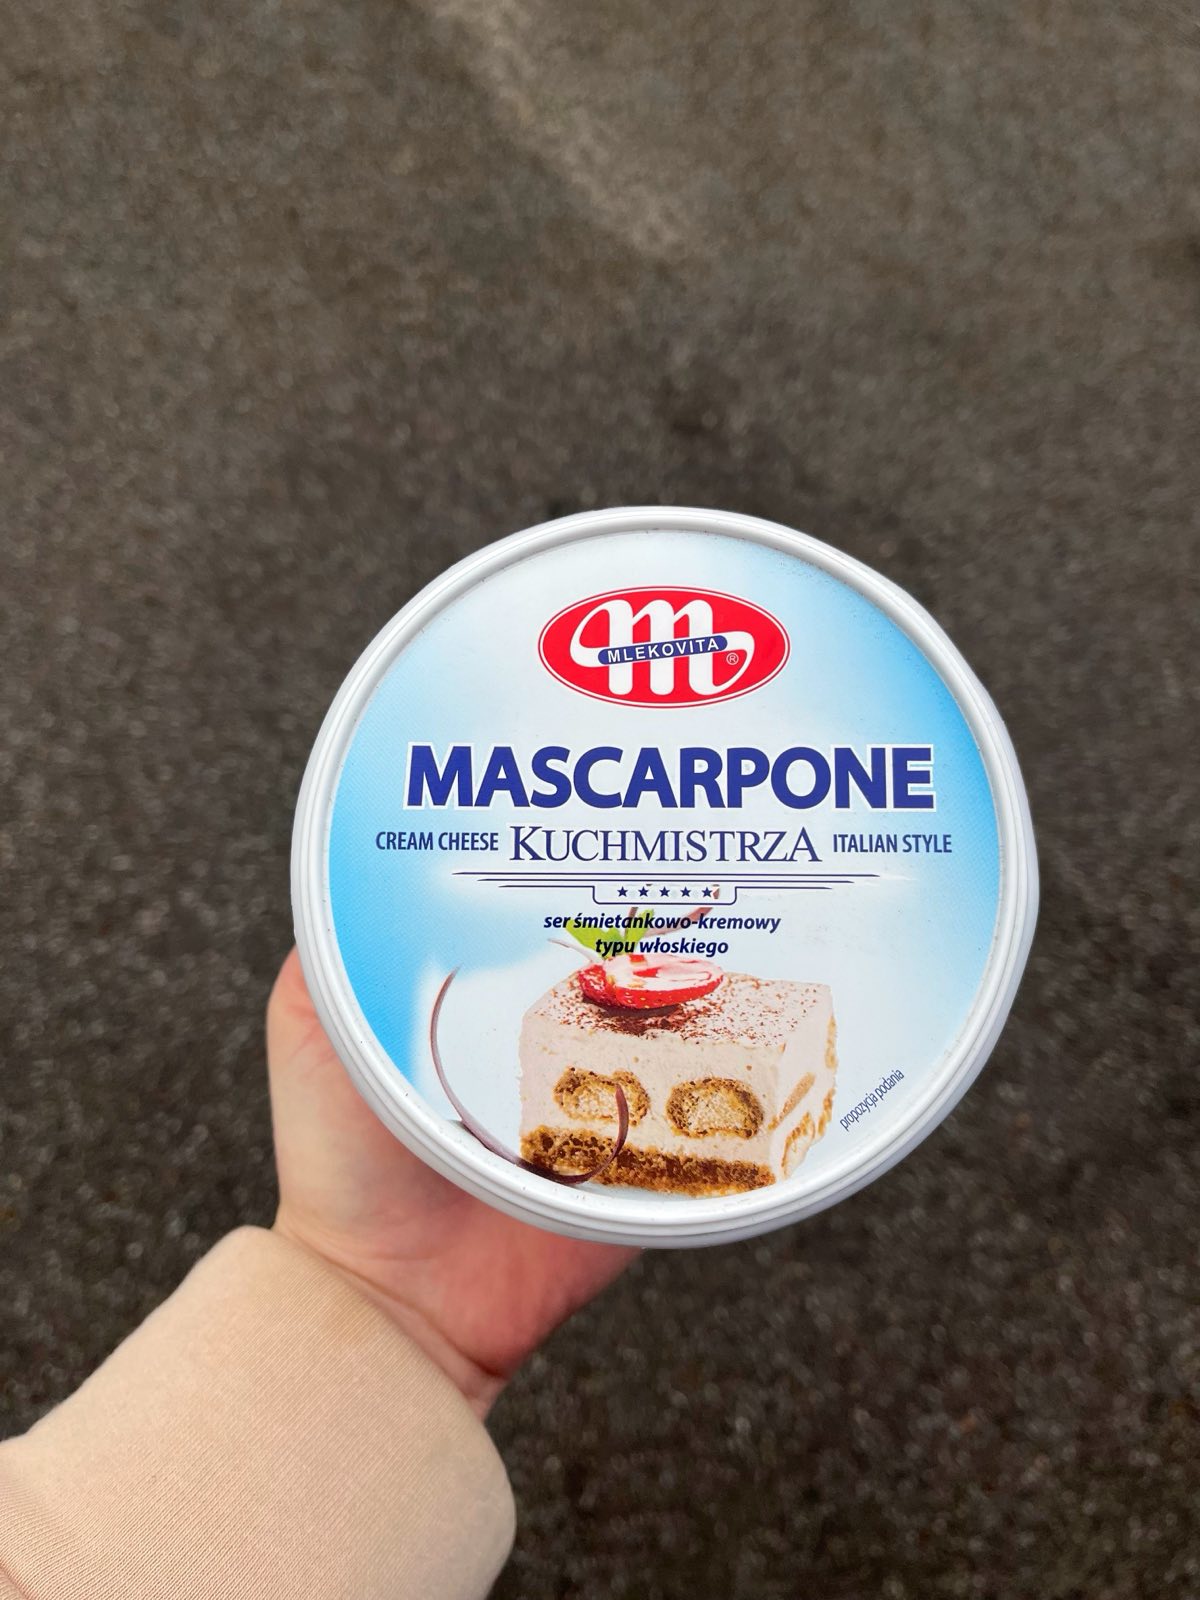 MLEKOVITA ®
MASCARPONE
CREAM CHEESE KUCHMISTRZA ITALIAN STYLE
ser śmietankowo-kremowy
typu włoskiego
propozycja podania